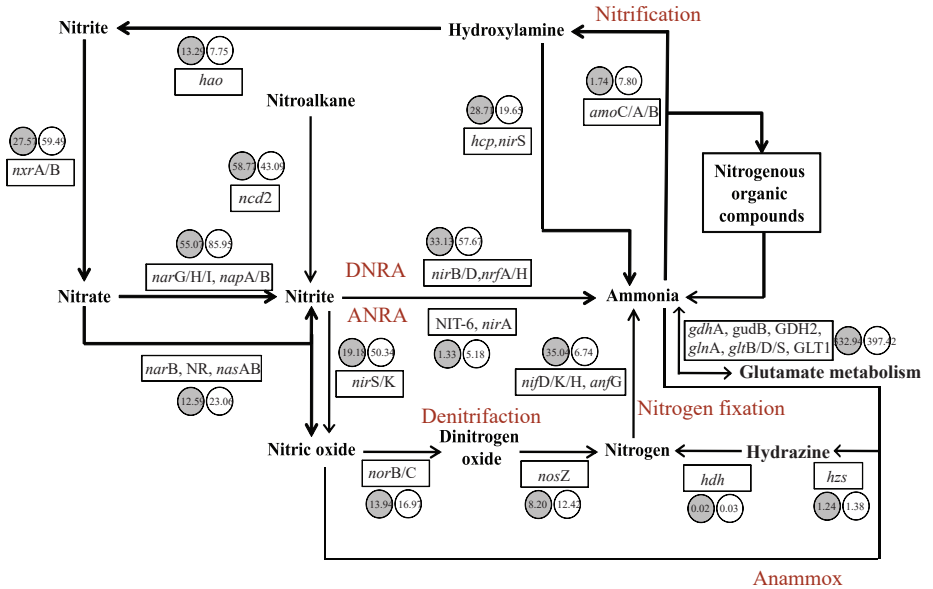 Nitrification
Nitrite
Hydroxylamine
13.29 7.75
hao
1.74 7.80
amoC/A/B
Nitroalkane
28.71 19.65
hcp,nirS
27.57 59.49
nxrA/B
58.77 43.09
ncd2
Nitrogenous
organic
compounds
55.07 85.95
narG/H/I, napA/B
33.13 57.67
nirB/D,nrfA/H
DNRA
Nitrate
Nitrite
Ammonia
ANRA
NIT-6, nirA
1.33 5.18
gdhA, gudB, GDH2,
glnA, gltB/D/S, GLT1
532.94 397.42
Glutamate metabolism
narB, NR, nasAB
12.59 23.06
19.18 50.34
nirS/K
35.04 6.74
nifD/K/H, anfG
Denitrifaction
Nitrogen fixation
Nitric oxide
Dinitrogen
oxide
Nitrogen
Hydrazine
norB/C
13.94 16.97
nosZ
8.20 12.42
hdh
0.02 0.03
hzs
1.24 1.38
Anammox